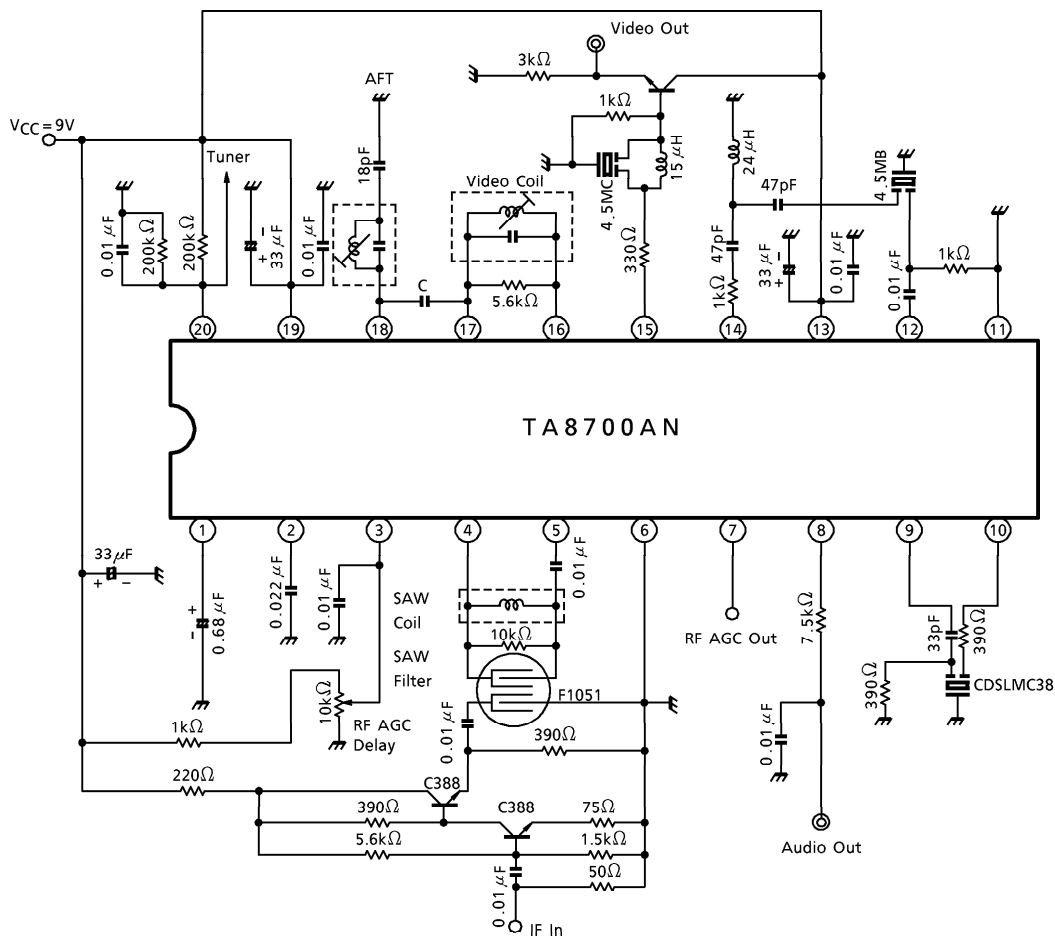 Video Out
3kΩ
AFT
1kΩ
VCC=9V
Tuner
18pF
15μH
24μH
4.5MB
Video Coil
4.5MC
47pF
0.01μF
200kΩ
200kΩ
33μF
+ -
0.01μF
330Ω
47pF
33μF
+ -
0.01μF
1kΩ
C
5.6kΩ
1kΩ
0.01μF
20
19
18
17
16
15
14
13
12
11
TA8700AN
1
2
3
4
5
6
7
8
9
10
33μF
+ -
- +
0.68μF
0.022μF
0.01μF
SAW
Coil
0.01μF
10kΩ
SAW
Filter
F1051
RF AGC Out
7.5kΩ
33pF
390Ω
390Ω
CDSLMC38
10kΩ
RF AGC
Delay
1kΩ
0.01μF
390Ω
0.01μF
220Ω
C388
390Ω
C388
75Ω
5.6kΩ
1.5kΩ
50Ω
0.01μF
IF In
Audio Out